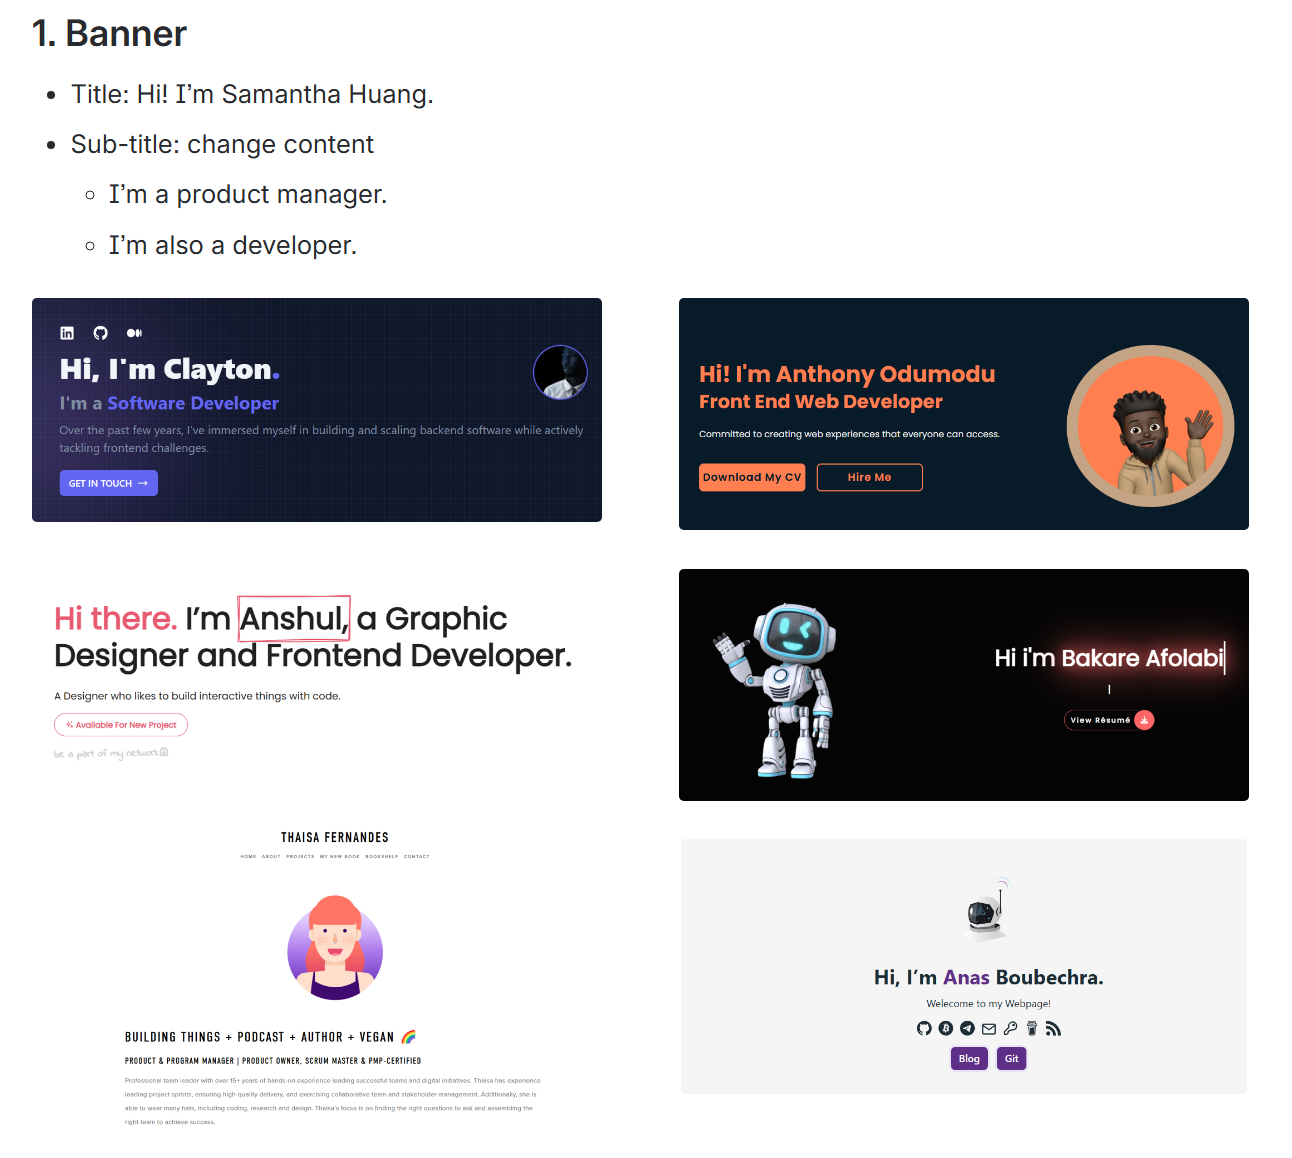 1. Banner
• Title: Hi! I’m Samantha Huang.
• Sub-title: change content
◦ I’m a product manager.
◦ I’m also a developer.
in
Hi, I'm Clayton.
I'm a Software Developer
Over the past few years, I've immersed myself in building and scaling backend software while actively
tackling frontend challenges.
GET IN TOUCH →
Hi! I'm Anthony Odumodu
Front End Web Developer
Committed to creating web experiences that everyone can access.
Download My CV
Hire Me
Hi there. I’m Anshul, a Graphic
Designer and Frontend Developer.
A Designer who likes to build interactive things with code.
Available For New Project
be a part of my network@
Hi i'm Bakare Afolabi
View Résumé
THAISA FERNANDES
HOME ABOUT PROJECTS MY NEW BOOK BOOKSHELF CONTACT
BUILDING THINGS + PODCAST + AUTHOR + VEGAN 🌈
PRODUCT & PROGRAM MANAGER | PRODUCT OWNER, SCRUM MASTER & PMP-CERTIFIED
Professional team leader with over 15+ years of hands-on experience leading successful teams and digital initiatives. Thaisa has experience
leading project sprints, ensuring high-quality delivery, and exercising collaborative team and stakeholder management. Additionally, she is
able to wear many hats, including coding, research and design. Thaisa's focus is on finding the right questions to ask and assembling the
right team to achieve success.
Hi, I’m Anas Boubechra.
Welcome to my Webpage!
Blog
Git